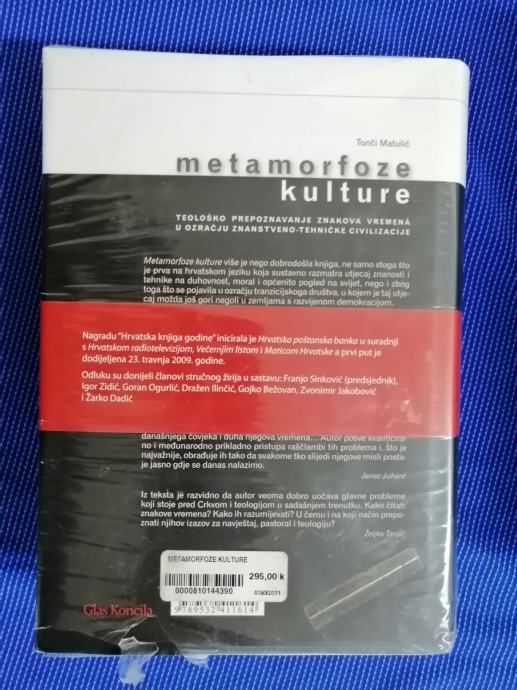 Tonči Matulić
metamorfoze
kulture
TEOLOŠKO PREPOZNAVANJE ZNAKOVA VREMENA
U OZRAČJU ZNANSTVENO-TEHNIČKE CIVILIZACIJE
Metamorfoze kulture više je nego dobrodošla knjiga, ne samo stoga što
je prva na hrvatskom jeziku koja sustavno razmatra utjecaj znanosti i
tehnike na duhovnost, moral i općenito pogled na svijet, nego i zbog
toga što se pojavila u ozračju tranzicijskoga društva, u kojem je taj utje-
caj možda još gori negoli u zemljama s razvijenom demokracijom.
Nagradu "Hrvatska knjiga godine" inicirala je Hrvatska poštanska banka u suradnji
s Hrvatskom radiotelevizijom, Večernjim listom i Maticom Hrvatske a prvi put je
dodijeljena 23. travnja 2009. godine.
Odluku su donijeli članovi stručnog žirija u sastavu: Franjo Sinković (predsjednik),
Igor Zidić, Goran Ogurlić, Dražen Ilinčić, Gojko Bežovan, Zvonimir Jakobović
i Žarko Dadić
današnjega čovjeka i duha njegova vremena... Autor posve kvalificira-
no i međunarodno prikladno pristupa raščlambi tih problema i, što je
najvažnije, obrađuje ih tako da svakome tko slijedi njegove misli posta-
je jasno gdje se danas nalazimo.
Janez Juhant
Iz teksta je razvidno da autor veoma dobro uočava glavne probleme
koji stoje pred Crkvom i teologijom u sadašnjem trenutku. Kako čitati
znakove vremena? Kako ih razumijevati? U čemu i na koji način prepo-
znati njihov izazov za navještaj, pastoral i teologiju?
Željko Tanjić
METAMORFOZE KULTURE
295,00 k
0000810144390
4180/2011
Glas Koncila
9789532411614